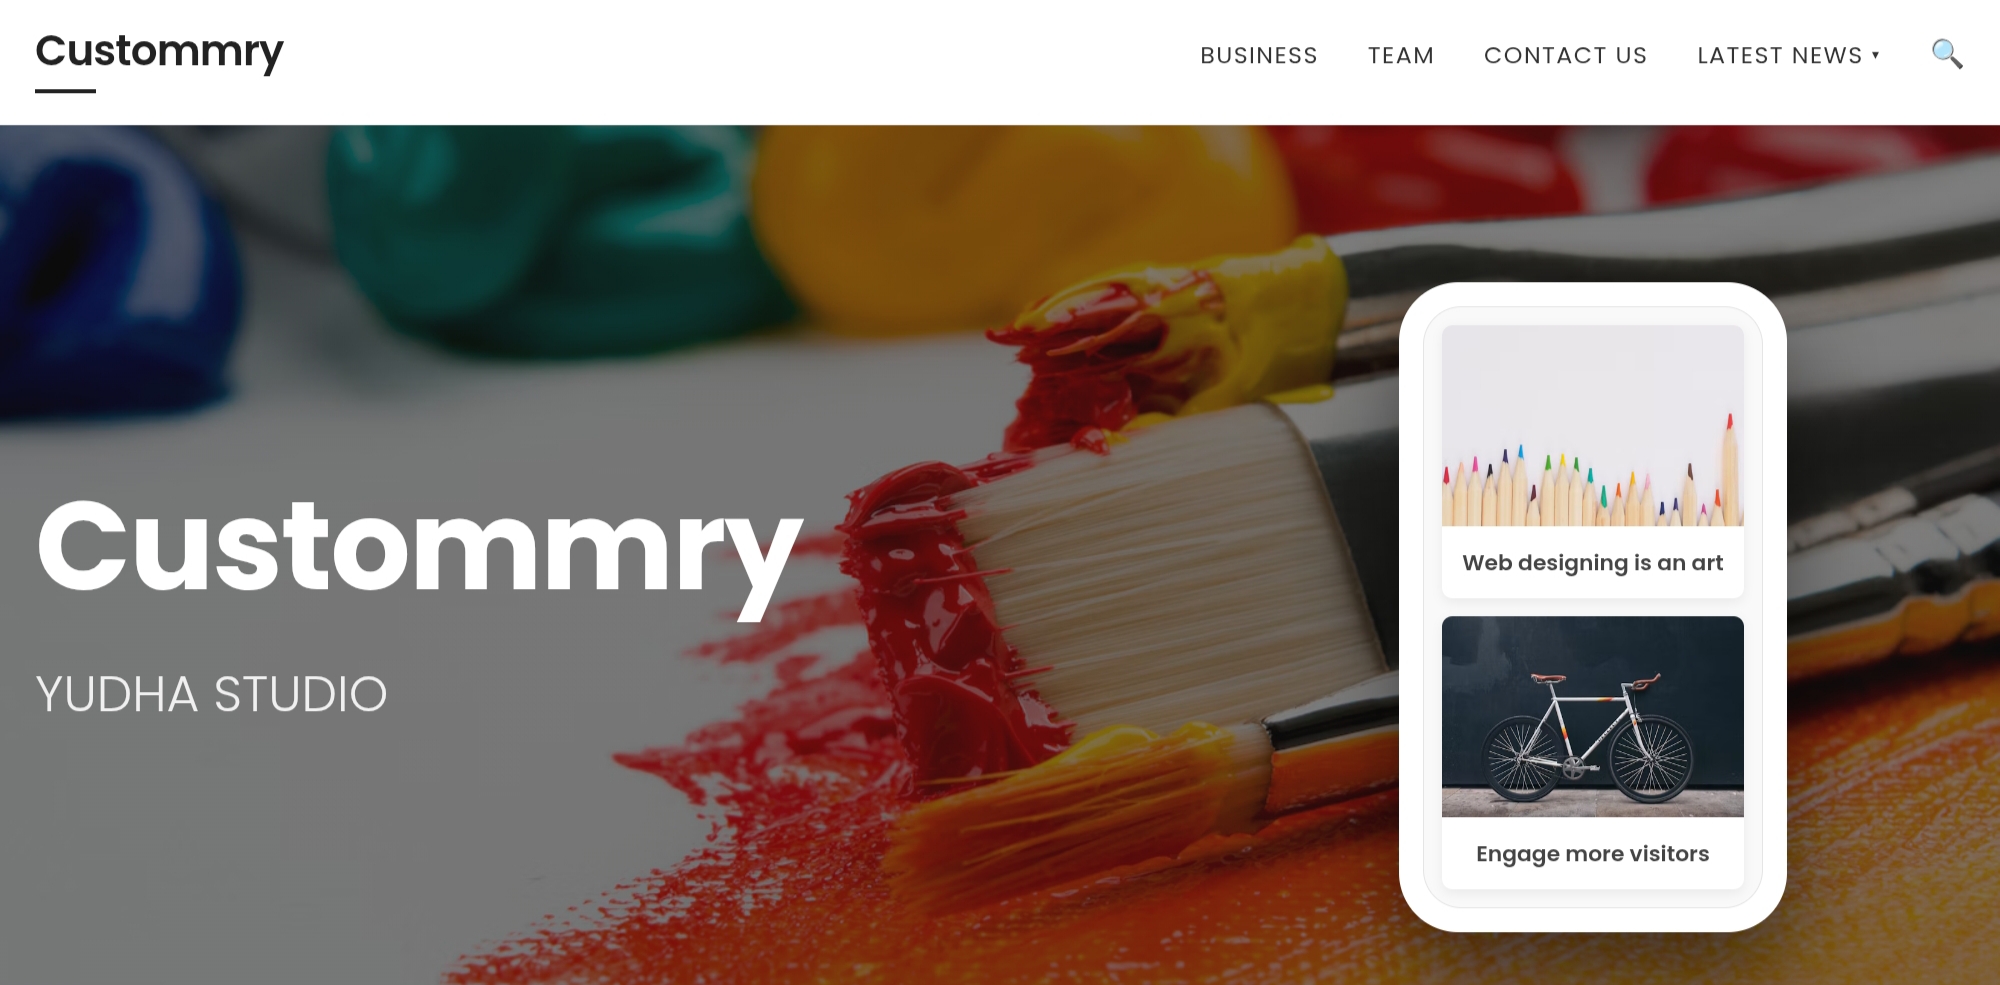 Custommry
BUSINESS
TEAM
CONTACT US
LATEST NEWS ▾
Custommry
YUDHA STUDIO
Web designing is an art
Engage more visitors